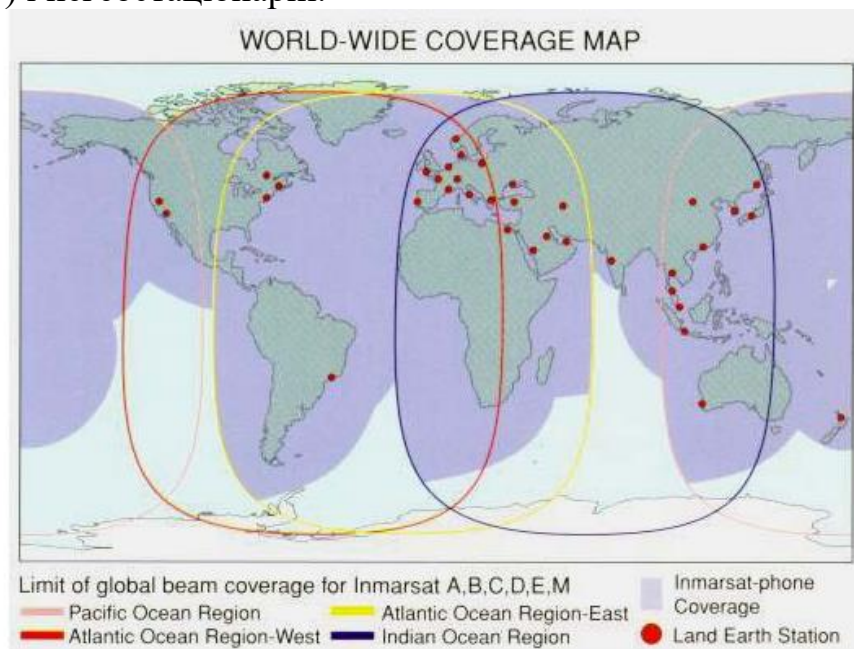 WORLD-WIDE COVERAGE MAP
Limit of global beam coverage for Inmarsat A,B,C,D,E,M
Pacific Ocean Region
Atlantic Ocean Region-East
Atlantic Ocean Region-West
Indian Ocean Region
Inmarsat-phone
Coverage
Land Earth Station